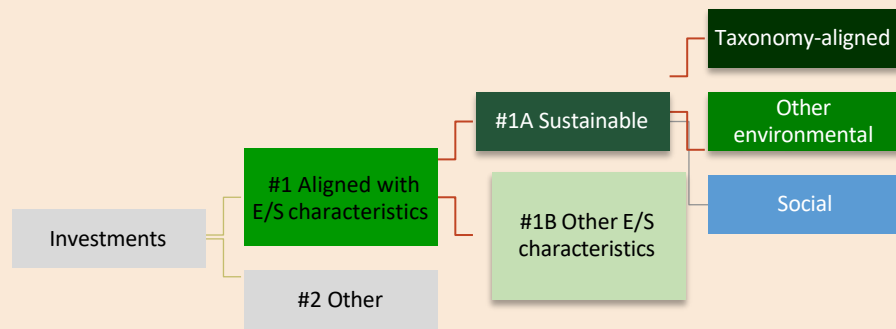 Taxonomy-aligned
#1A Sustainable
Other
environmental
#1 Aligned with
E/S characteristics
Social
#1B Other E/S
characteristics
Investments
#2 Other